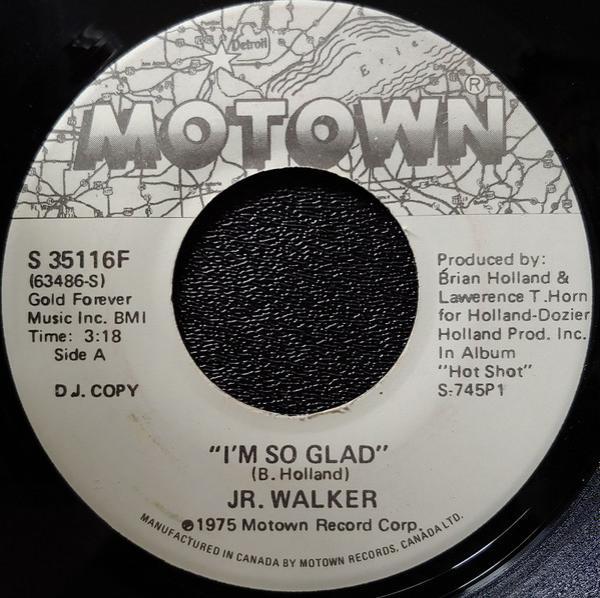 Detroit
Erie
MOTOWN®
S 35116F
(63486-S)
Gold Forever
Music Inc. BMI
Time: 3:18
Side A
D J. COPY
Produced by:
Brian Holland &
Lawerence T.Horn
for Holland-Dozier
Holland Prod. Inc.
In Album
"Hot Shot"
S-745P1
"I'M SO GLAD"
(B. Holland)
JR. WALKER
℗1975 Motown Record Corp.
MANUFACTURED IN CANADA BY MOTOWN RECORDS, CANADA LTD.